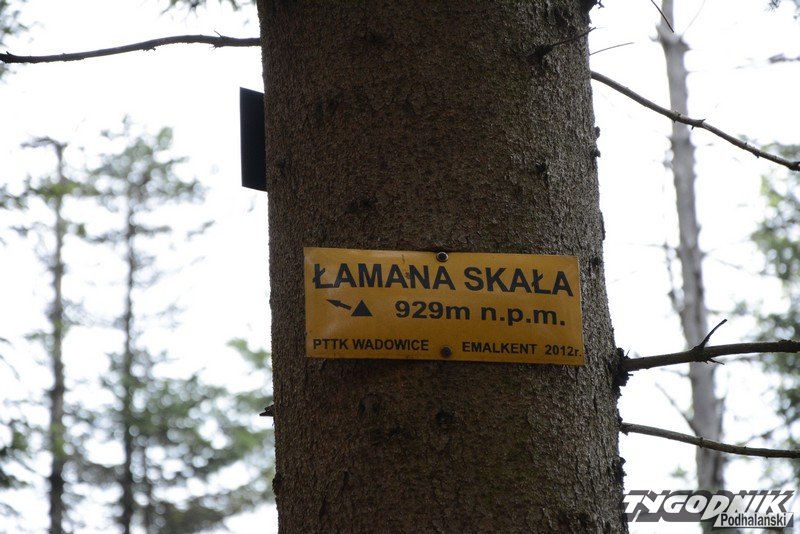 ŁAMANA SKAŁA
929m n.p.m.
PTTK WADOWICE EMALKENT 2012r.
TYGODNIK
Podhalański